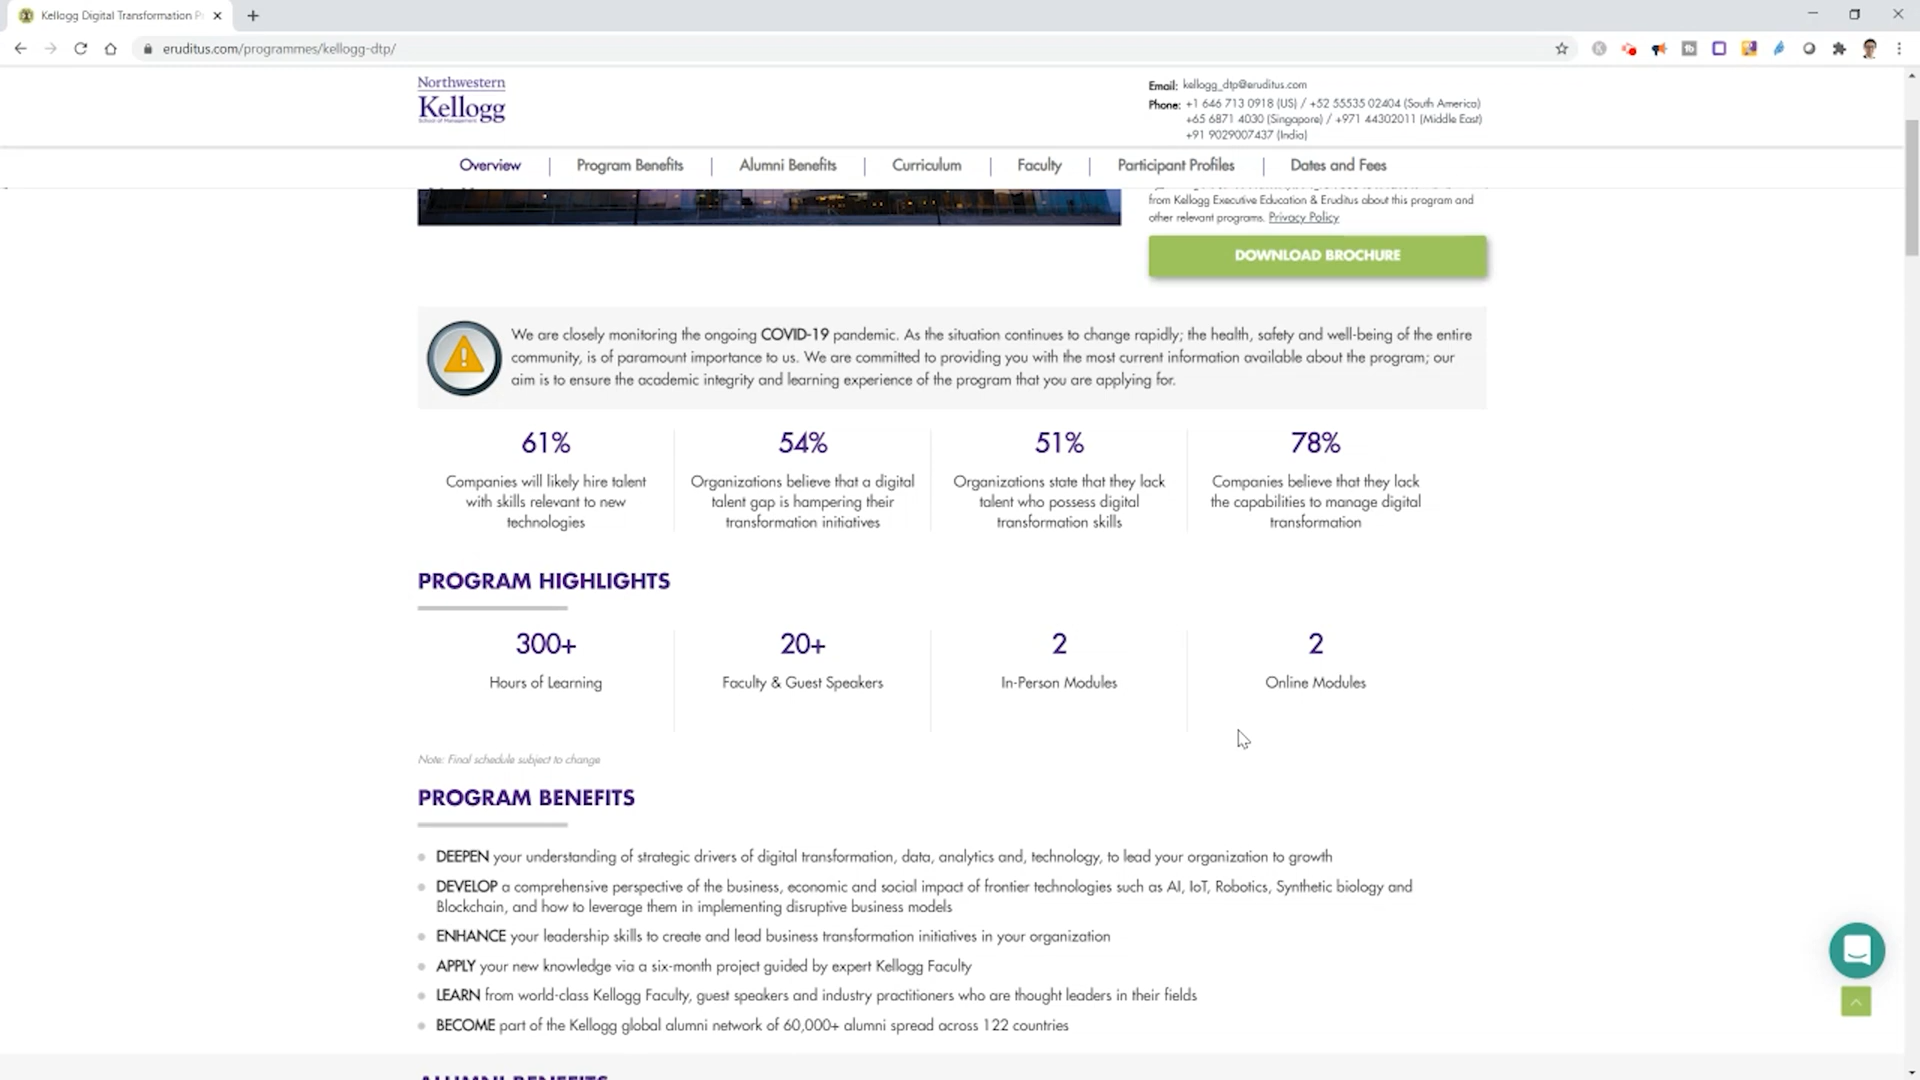 Kellogg Digital Transformation P
eruditus.com/programmes/kellogg-dtp/
Northwestern
Kellogg
School of Management
Email: kellogg_dtp@eruditus.com
Phone: +1 646 713 0918 (US) / +52 55535 02404 (South America)
+65 6871 4030 (Singapore) / +971 44302011 (Middle East)
+91 9029007437 (India)
Overview | Program Benefits | Alumni Benefits | Curriculum | Faculty | Participant Profiles | Dates and Fees
from Kellogg Executive Education & Eruditus about this program and
other relevant programs. Privacy Policy
DOWNLOAD BROCHURE
We are closely monitoring the ongoing COVID-19 pandemic. As the situation continues to change rapidly; the health, safety and well-being of the entire
community, is of paramount importance to us. We are committed to providing you with the most current information available about the program; our
aim is to ensure the academic integrity and learning experience of the program that you are applying for.
61%
Companies will likely hire talent
with skills relevant to new
technologies
54%
Organizations believe that a digital
talent gap is hampering their
transformation initiatives
51%
Organizations state that they lack
talent who possess digital
transformation skills
78%
Companies believe that they lack
the capabilities to manage digital
transformation
PROGRAM HIGHLIGHTS
300+
Hours of Learning
20+
Faculty & Guest Speakers
2
In-Person Modules
2
Online Modules
Note: Final schedule subject to change
PROGRAM BENEFITS
DEEPEN your understanding of strategic drivers of digital transformation, data, analytics and, technology, to lead your organization to growth
DEVELOP a comprehensive perspective of the business, economic and social impact of frontier technologies such as AI, IoT, Robotics, Synthetic biology and
Blockchain, and how to leverage them in implementing disruptive business models
ENHANCE your leadership skills to create and lead business transformation initiatives in your organization
APPLY your new knowledge via a six-month project guided by expert Kellogg Faculty
LEARN from world-class Kellogg Faculty, guest speakers and industry practitioners who are thought leaders in their fields
BECOME part of the Kellogg global alumni network of 60,000+ alumni spread across 122 countries
ALUMNI BENEFITS